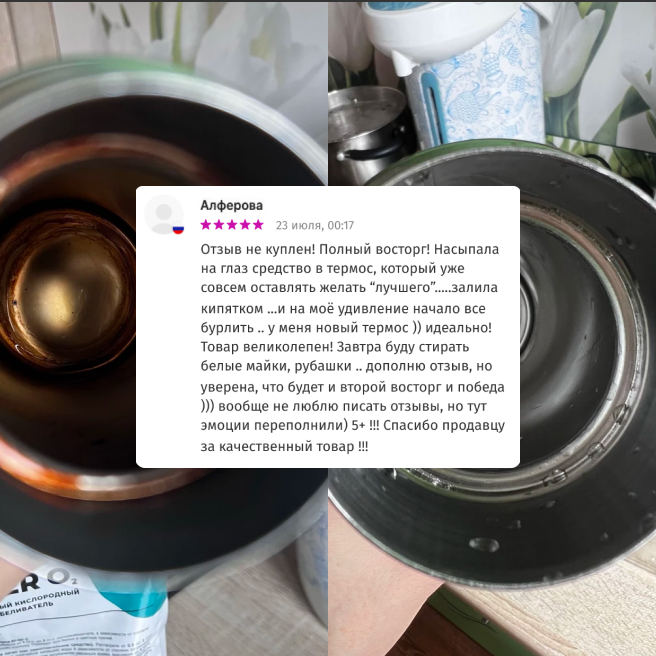 Алферова
23 июля, 00:17
Отзыв не куплен! Полный восторг! Насыпала
на глаз средство в термос, который уже
совсем оставлять желать “лучшего”.....залила
кипятком ...и на моё удивление начало все
бурлить .. у меня новый термос )) идеально!
Товар великолепен! Завтра буду стирать
белые майки, рубашки .. дополню отзыв, но
уверена, что будет и второй восторг и победа
))) вообще не люблю писать отзывы, но тут
эмоции переполнили) 5+ !!! Спасибо продавцу
за качественный товар !!!
ER O₂
ЫЙ КИСЛОРОДНЫЙ
БЕЛИВАТЕЛЬ